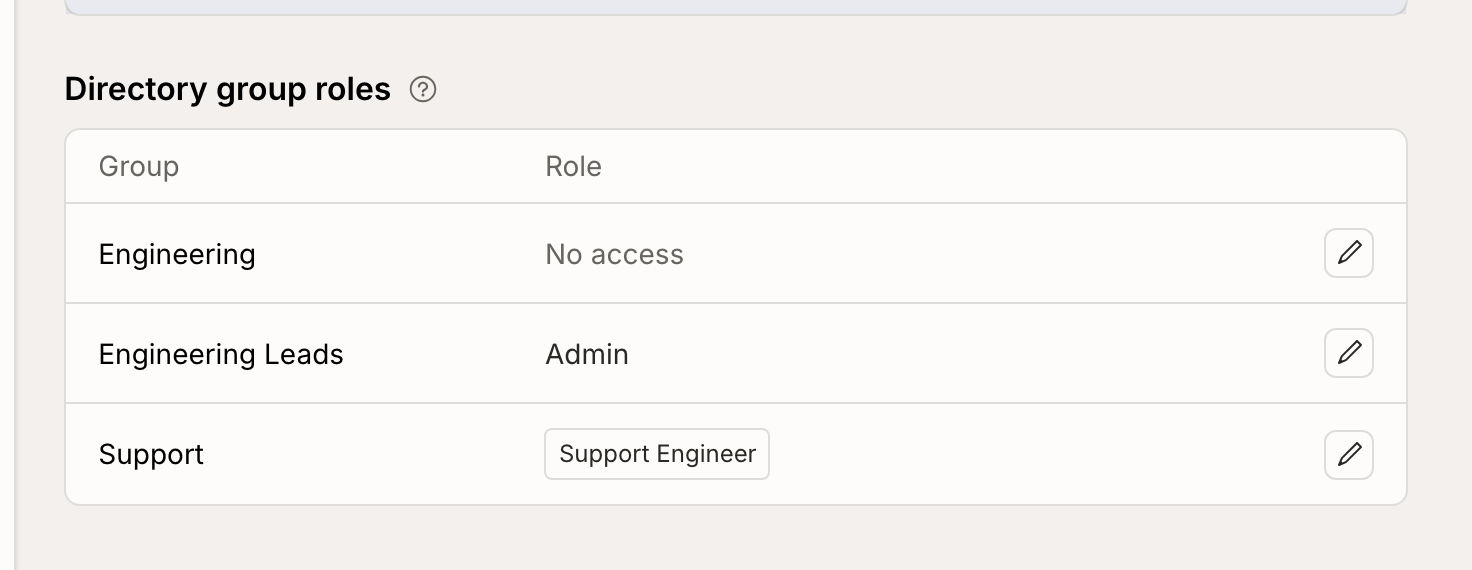 Directory group roles
Group Role
Engineering No access
Engineering Leads Admin
Support Support Engineer